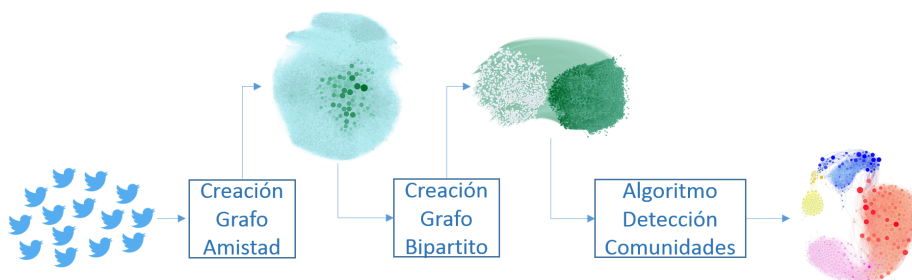 Creación
Grafo
Amistad
Creación
Grafo
Bipartito
Algoritmo
Detección
Comunidades